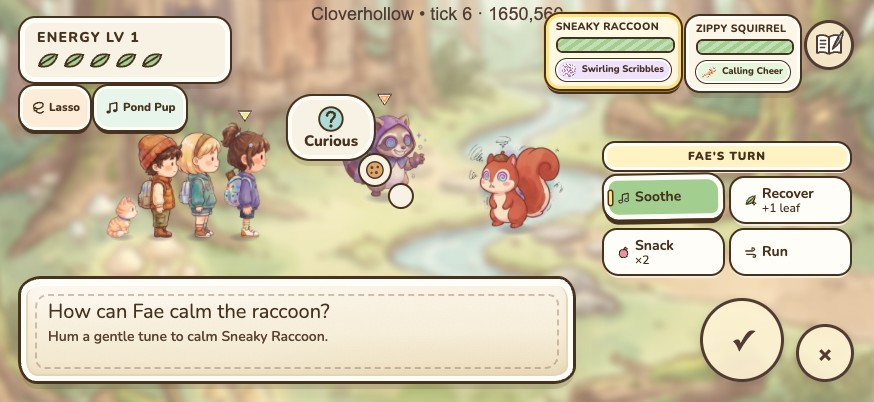 Cloverhollow • tick 6 · 1650,560
ENERGY LV 1
Lasso
Pond Pup
SNEAKY RACCOON
Swirling Scribbles
ZIPPY SQUIRREL
Calling Cheer
?
Curious
FAE'S TURN
Soothe
Recover
+1 leaf
Snack
×2
Run
How can Fae calm the raccoon?
Hum a gentle tune to calm Sneaky Raccoon.